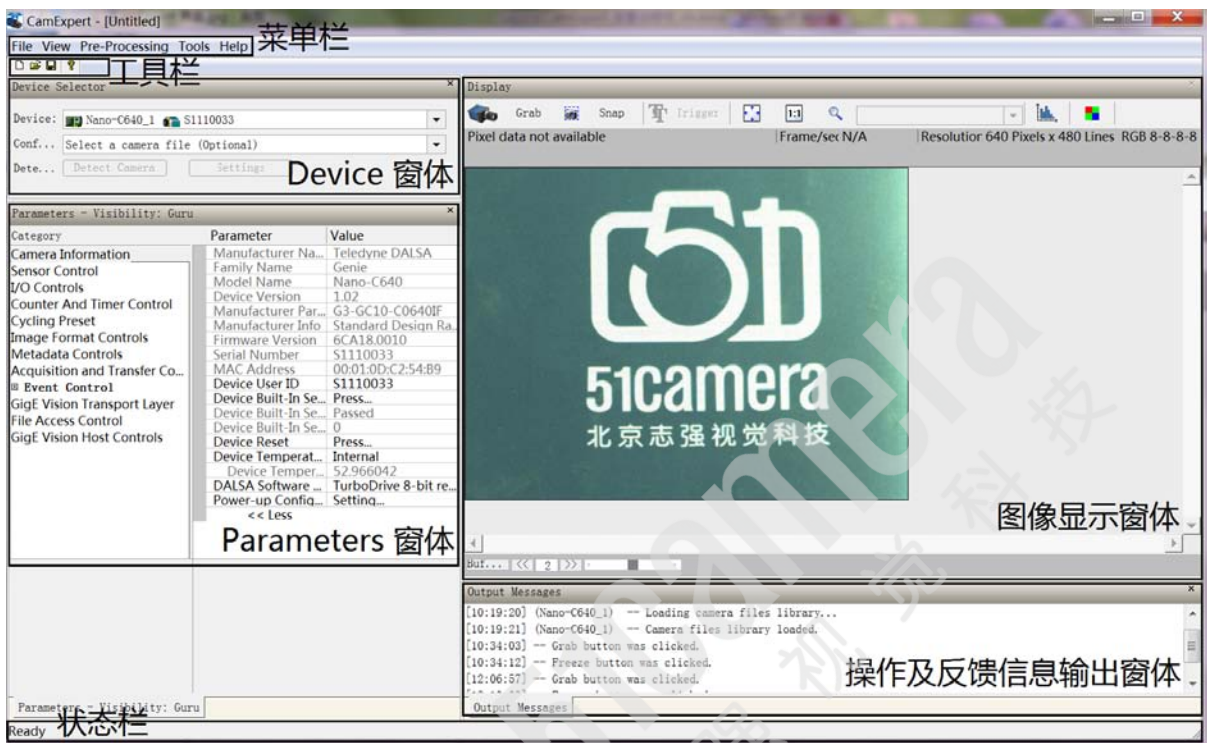 CamExpert - [Untitled]
File View Pre-Processing Tools Help
菜单栏
工具栏
Device Selector
Device: Nano-C640_1 S1110033
Conf... Select a camera file (Optional)
Dete... Detect Camera Settings
Device 窗体
Parameters - Visibility: Guru
Category
Camera Information
Sensor Control
I/O Controls
Counter And Timer Control
Cycling Preset
Image Format Controls
Metadata Controls
Acquisition and Transfer Co...
Event Control
GigE Vision Transport Layer
File Access Control
GigE Vision Host Controls
Parameter Value
Manufacturer Na... Teledyne DALSA
Family Name Genie
Model Name Nano-C640
Device Version 1.02
Manufacturer Par... G3-GC10-C0640IF
Manufacturer Info Standard Design Ra...
Firmware Version 6CA18.0010
Serial Number S1110033
MAC Address 00:01:0D:C2:54:B9
Device User ID S1110033
Device Built-In Se... Press...
Device Built-In Se... Passed
Device Built-In Se... 0
Device Reset Press...
Device Temperat... Internal
Device Temper... 52.966042
DALSA Software ... TurboDrive 8-bit re...
Power-up Config... Setting...
<< Less
Parameters 窗体
Parameters - Visibility: Guru
Display
Grab Snap Trigger 1:1
Pixel data not available Frame/sec N/A Resolutior 640 Pixels x 480 Lines RGB 8-8-8-8
51camera
北京志强视觉科技
图像显示窗体
Buf... << 2 >>
Output Messages
[10:19:20] (Nano-C640_1) -- Loading camera files library...
[10:19:21] (Nano-C640_1) -- Camera files library loaded.
[10:34:03] -- Grab button was clicked.
[10:34:12] -- Freeze button was clicked.
[12:06:57] -- Grab button was clicked.
操作及反馈信息输出窗体
Output Messages
Ready
状态栏